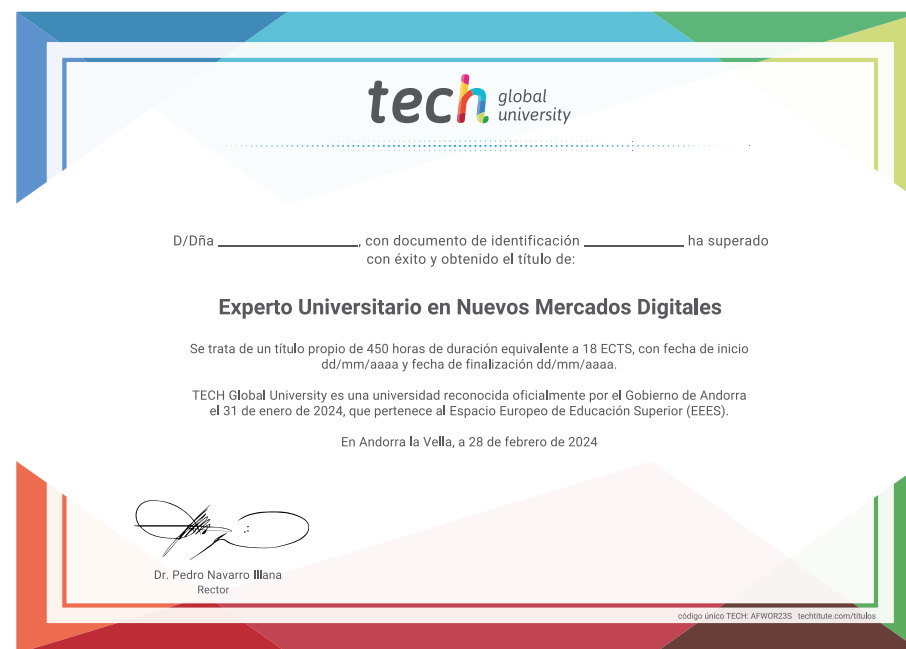 tech global university
D/Dña ____________________, con documento de identificación ______________ ha superado
con éxito y obtenido el título de:
Experto Universitario en Nuevos Mercados Digitales
Se trata de un título propio de 450 horas de duración equivalente a 18 ECTS, con fecha de inicio
dd/mm/aaaa y fecha de finalización dd/mm/aaaa.
TECH Global University es una universidad reconocida oficialmente por el Gobierno de Andorra
el 31 de enero de 2024, que pertenece al Espacio Europeo de Educación Superior (EEES).
En Andorra la Vella, a 28 de febrero de 2024
Dr. Pedro Navarro Illana
Rector
código único TECH: AFWOR23S techtitute.com/titulos